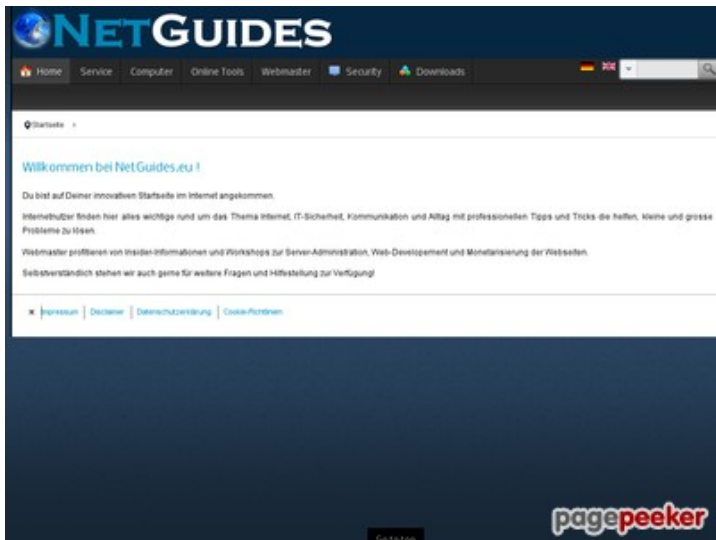 NETGUIDES
Home Service Computer Online Tools Webmaster Security Downloads
Startseite
Willkommen bei NetGuides.eu !
Du bist auf Deiner innovativen Startseite im Internet angekommen.
Internetnutzer finden hier alles wichtige rund um das Thema Internet, IT-Sicherheit, Kommunikation und Alltag mit professionellen Tipps und Tricks die helfen, kleine und grosse
Probleme zu lösen.
Webmaster profitieren von Insider-Informationen und Workshops zur Server-Administration, Web-Developement und Monetarisierung der Webseiten.
Selbstverständlich stehen wir auch gerne für weitere Fragen und Hilfestellung zur Verfügung!
Impressum Disclaimer Datenschutzerklärung Cookie-Richtlinien
Go to top
pagepeeker